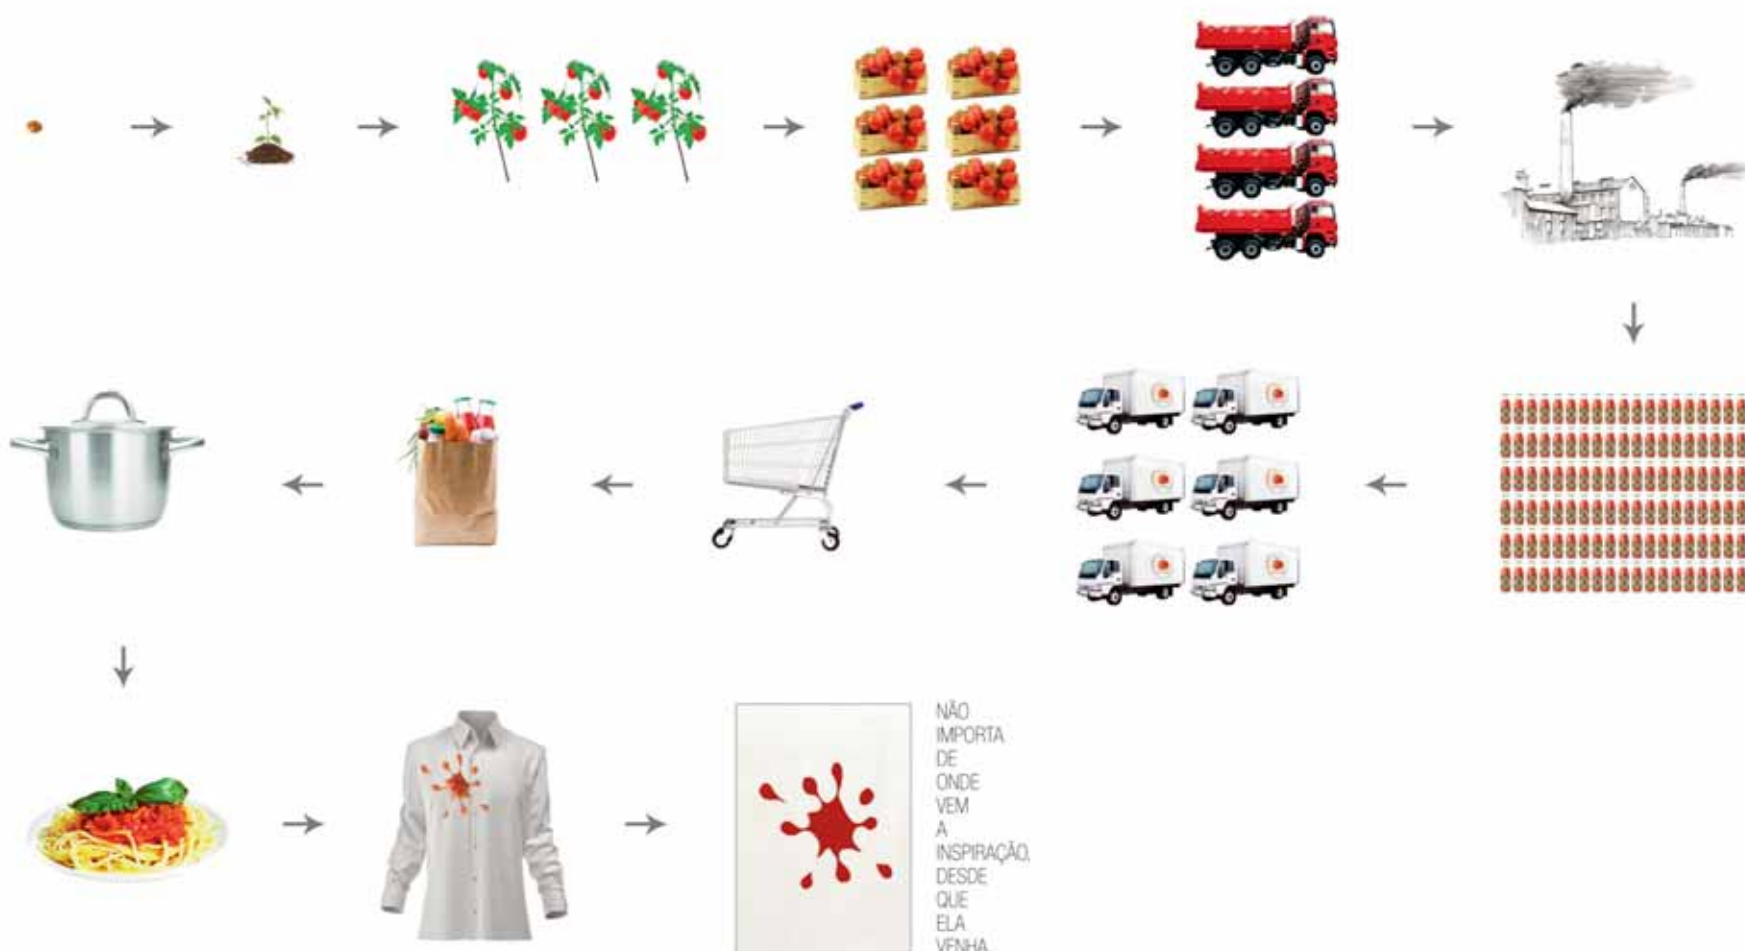 NÃO
IMPORTA
DE
ONDE
VEM
A
INSPIRAÇÃO,
DESDE
QUE
ELA
VENHA.